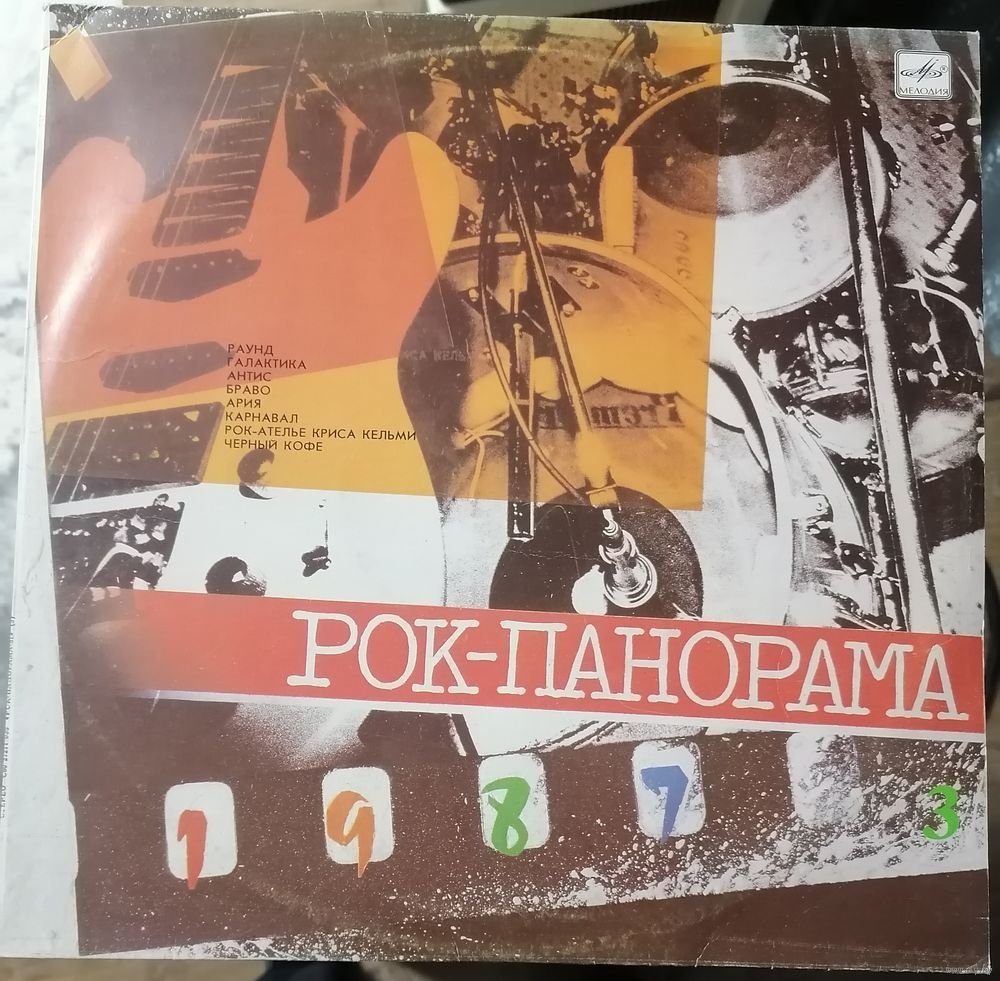 МЕЛОДИЯ
РАУНД
ГАЛАКТИКА
АНТИС
БРАВО
АРИЯ
КАРНАВАЛ
РОК-АТЕЛЬЕ КРИСА КЕЛЬМИ
ЧЕРНЫЙ КОФЕ
РОК-ПАНОРАМА
1987
3